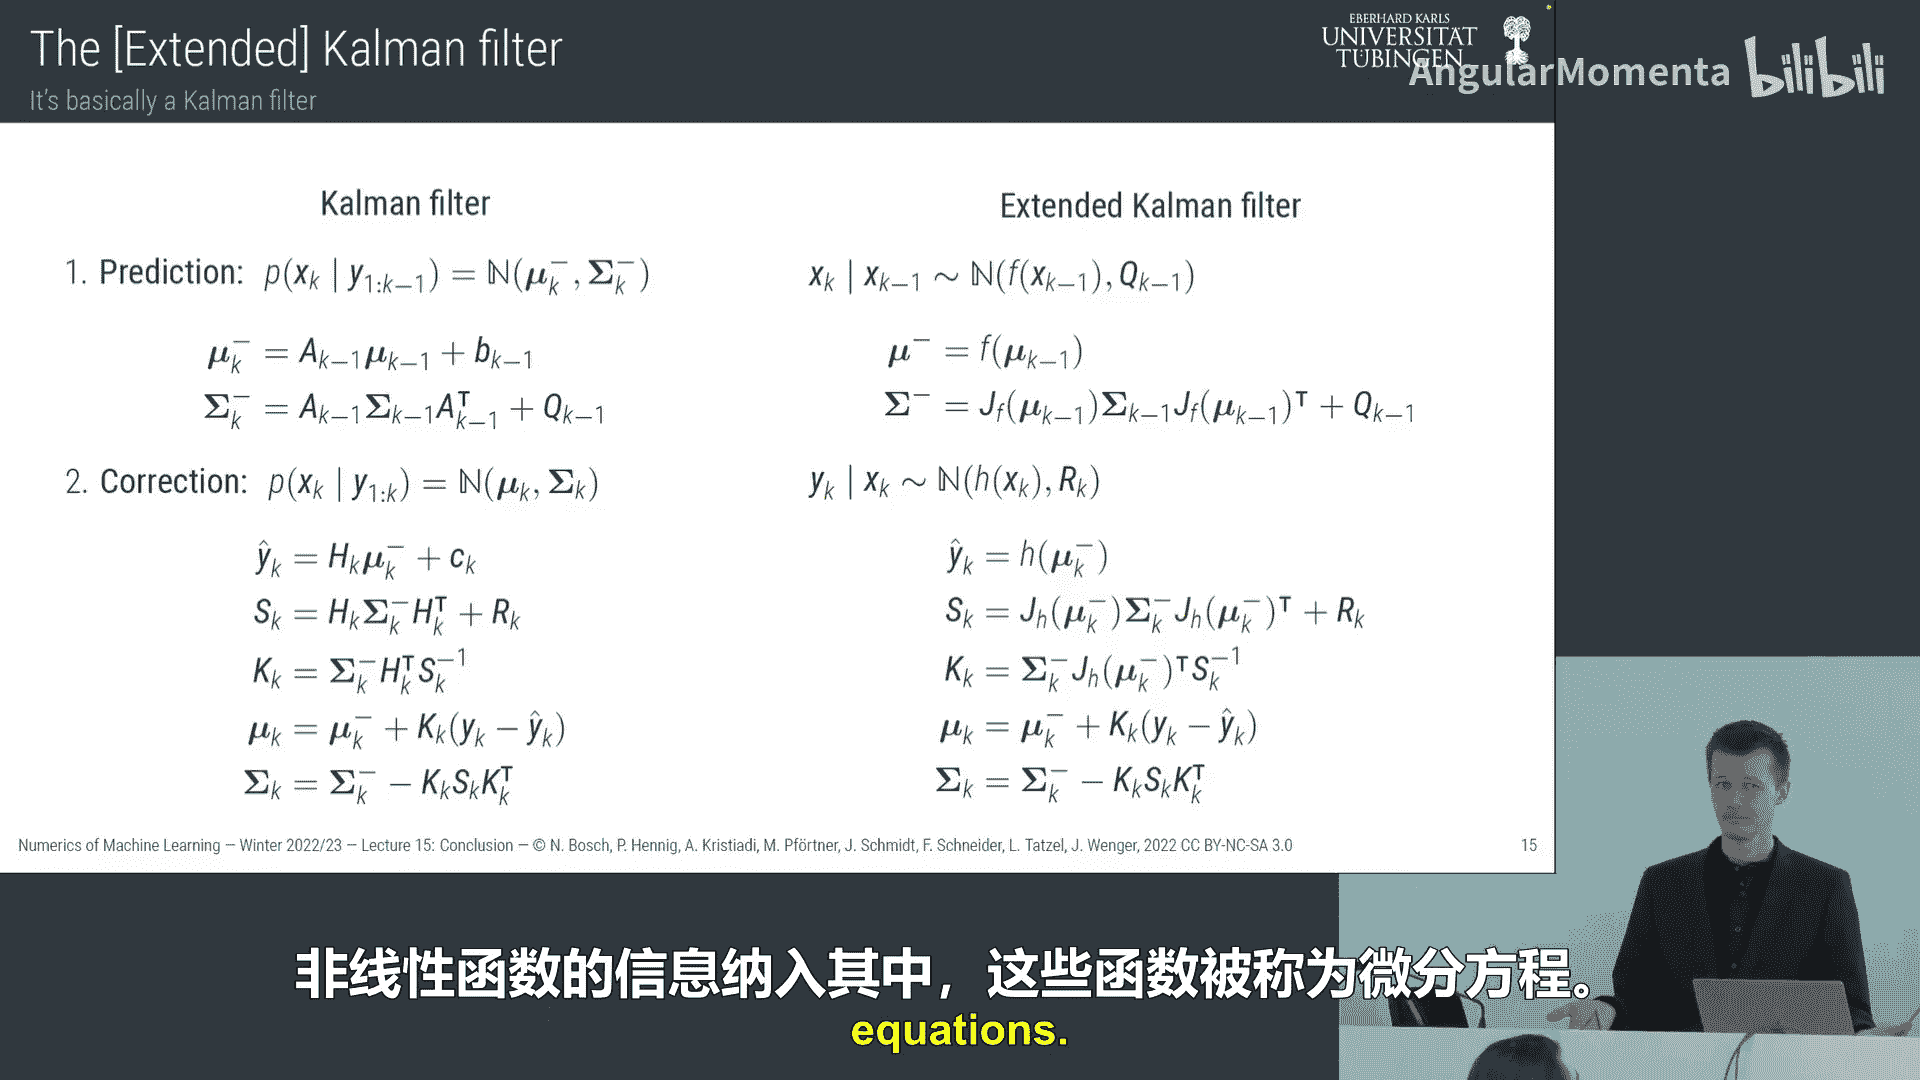 The [Extended] Kalman filter
It's basically a Kalman filter
EBERHARD KARLS
UNIVERSITÄT
TÜBINGEN
AngularMomenta bilibili
Kalman filter
1. Prediction: p(x_k | y_{1:k−1}) = ℕ(μ_k^−, Σ_k^−)
μ_k^− = A_{k−1}μ_{k−1} + b_{k−1}
Σ_k^− = A_{k−1}Σ_{k−1}A_{k−1}^⊤ + Q_{k−1}
2. Correction: p(x_k | y_{1:k}) = ℕ(μ_k, Σ_k)
ŷ_k = H_kμ_k^− + c_k
S_k = H_kΣ_k^−H_k^⊤ + R_k
K_k = Σ_k^−H_k^⊤S_k^{−1}
μ_k = μ_k^− + K_k(y_k − ŷ_k)
Σ_k = Σ_k^− − K_kS_kK_k^⊤
Extended Kalman filter
x_k | x_{k−1} ∼ ℕ(f(x_{k−1}), Q_{k−1})
μ^− = f(μ_{k−1})
Σ^− = J_f(μ_{k−1})Σ_{k−1}J_f(μ_{k−1})^⊤ + Q_{k−1}
y_k | x_k ∼ ℕ(h(x_k), R_k)
ŷ_k = h(μ_k^−)
S_k = J_h(μ_k^−)Σ_k^−J_h(μ_k^−)^⊤ + R_k
K_k = Σ_k^−J_h(μ_k^−)^⊤S_k^{−1}
μ_k = μ_k^− + K_k(y_k − ŷ_k)
Σ_k = Σ_k^− − K_kS_kK_k^⊤
Numerics of Machine Learning — Winter 2022/23 — Lecture 15: Conclusion — © N. Bosch, P. Hennig, A. Kristiadi, M. Pförtner, J. Schmidt, F. Schneider, L. Tatzel, J. Wenger, 2022 CC BY-NC-SA 3.0
15
非线性函数的信息纳入其中，这些函数被称为微分方程。
equations.